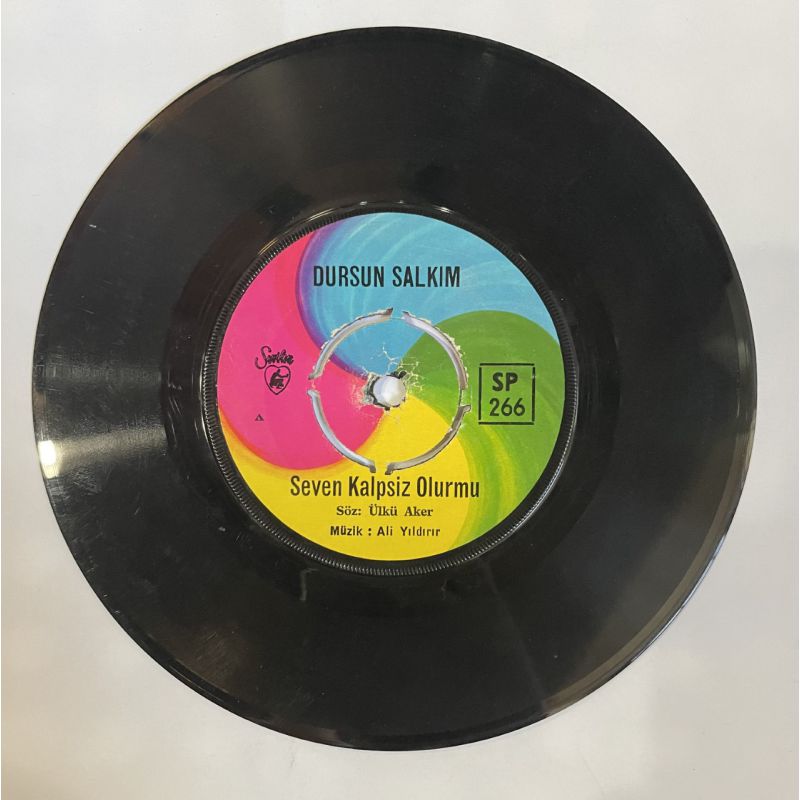 DURSUN SALKIM
SP
266
A
Seven Kalpsiz Olurmu
Söz: Ülkü Aker
Müzik : Ali Yıldırır